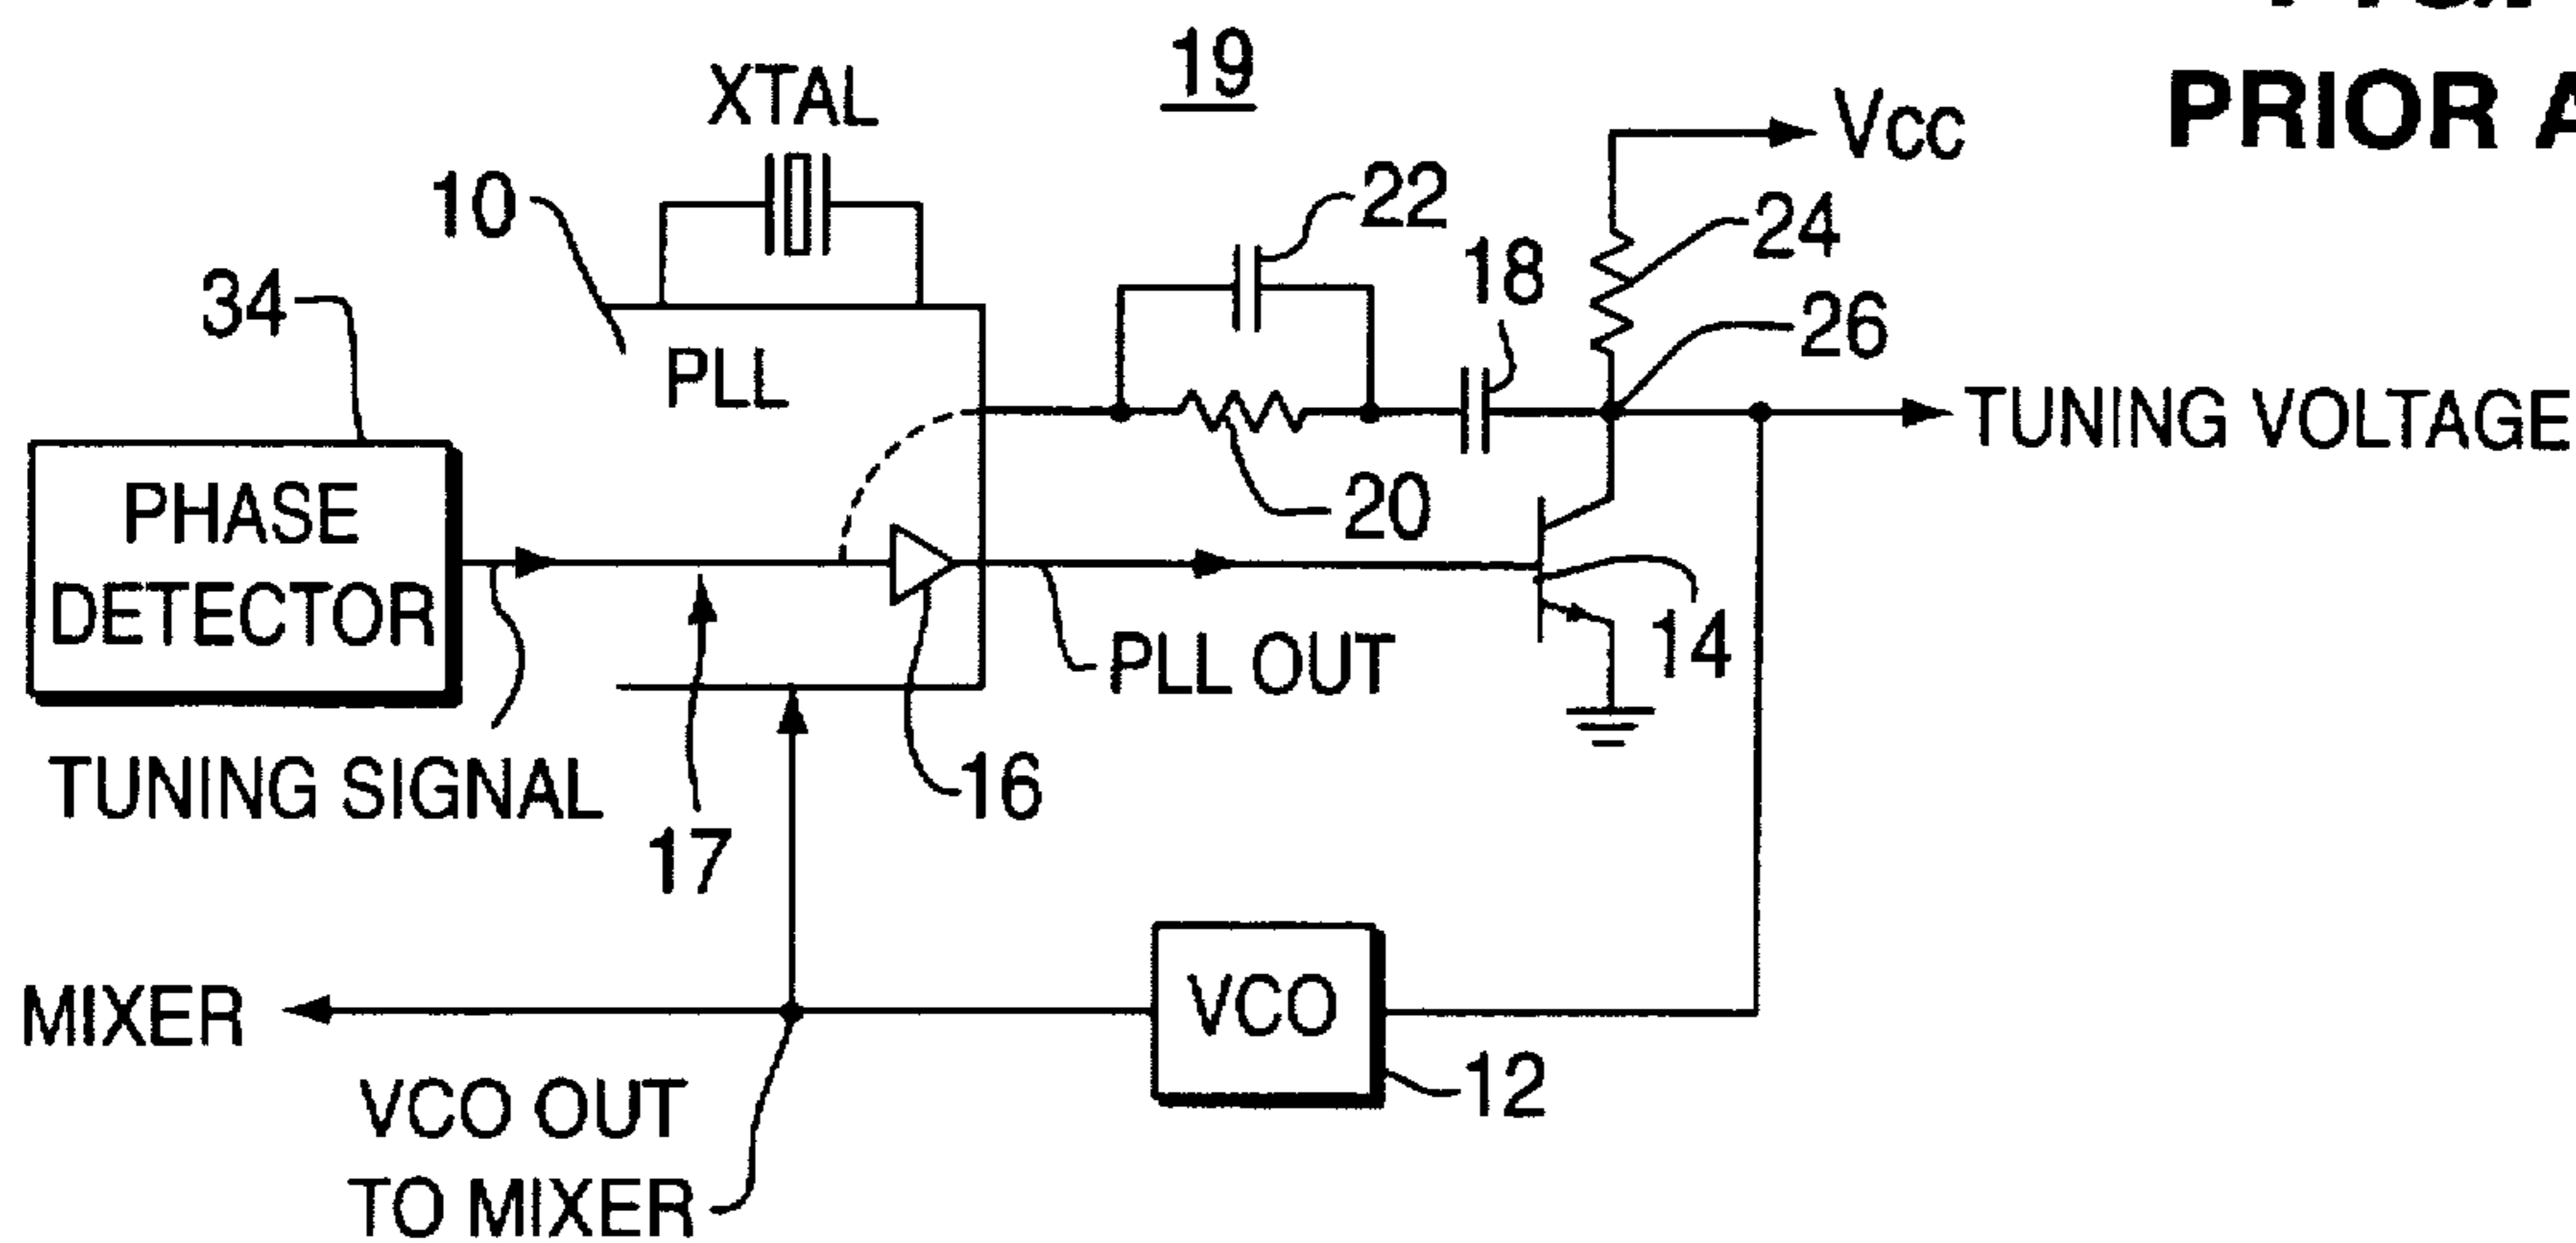 19
PRIOR
XTAL
VCC
10
22
24
18
34
26
PLL
TUNING VOLTAGE
PHASE
DETECTOR
20
14
PLL OUT
TUNING SIGNAL
16
17
MIXER
VCO
12
VCO OUT
TO MIXER